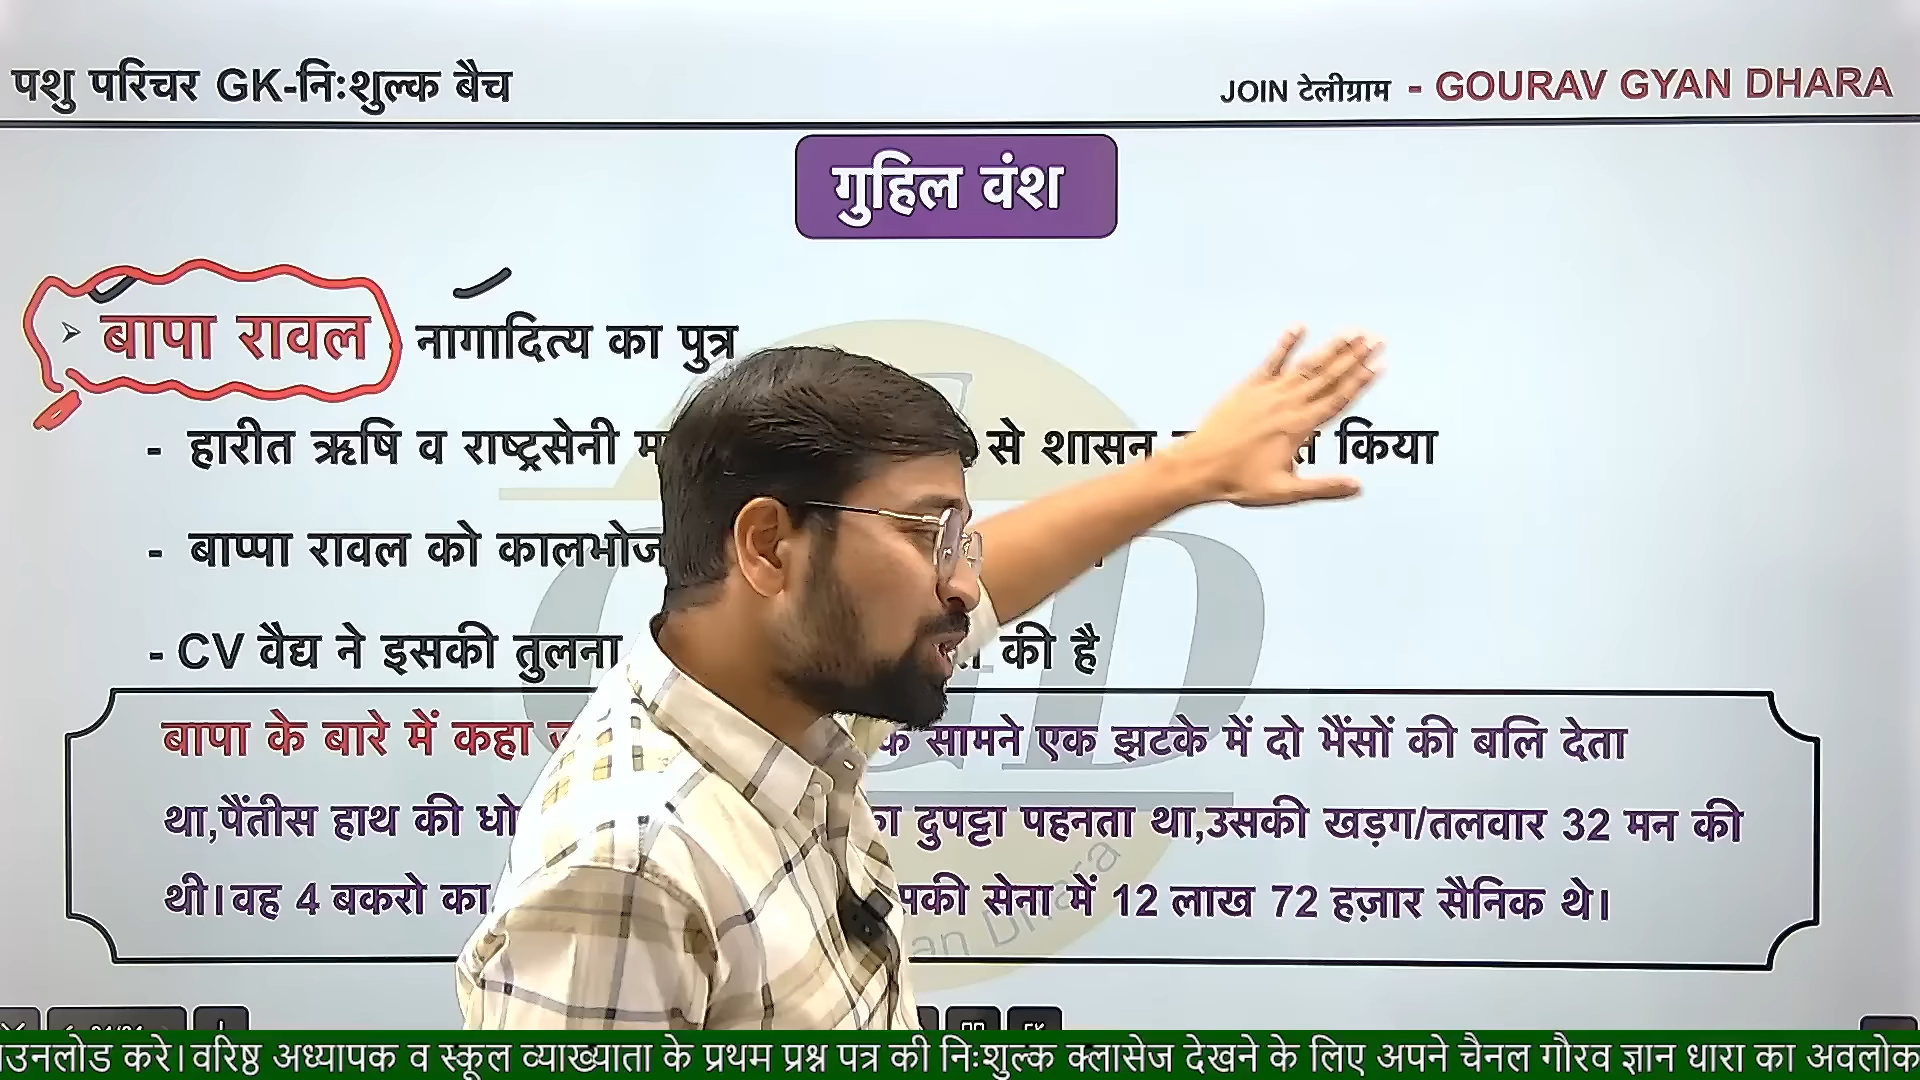 पशु परिचर GK-निःशुल्क बैच
JOIN टेलीग्राम - GOURAV GYAN DHARA
गुहिल वंश
➢ बापा रावल नागादित्य का पुत्र
- हारीत ऋषि व राष्ट्रसेनी से शासन किया
- बाप्पा रावल को
- CV वैद्य ने इसकी तुलना की है
बापा के बारे में कहा सामने एक झटके में दो भैंसों की बलि देता
था,पैंतीस हाथ की दुपट्टा पहनता था,उसकी खड़ग/तलवार 32 मन की
थी।वह 4 बकरो का सेना में 12 लाख 72 हज़ार सैनिक थे।
करे।वरिष्ठ अध्यापक व स्कूल व्याख्याता के प्रथम प्रश्न पत्र की निःशुल्क क्लासेज देखने के लिए अपने चैनल गौरव ज्ञान धारा का